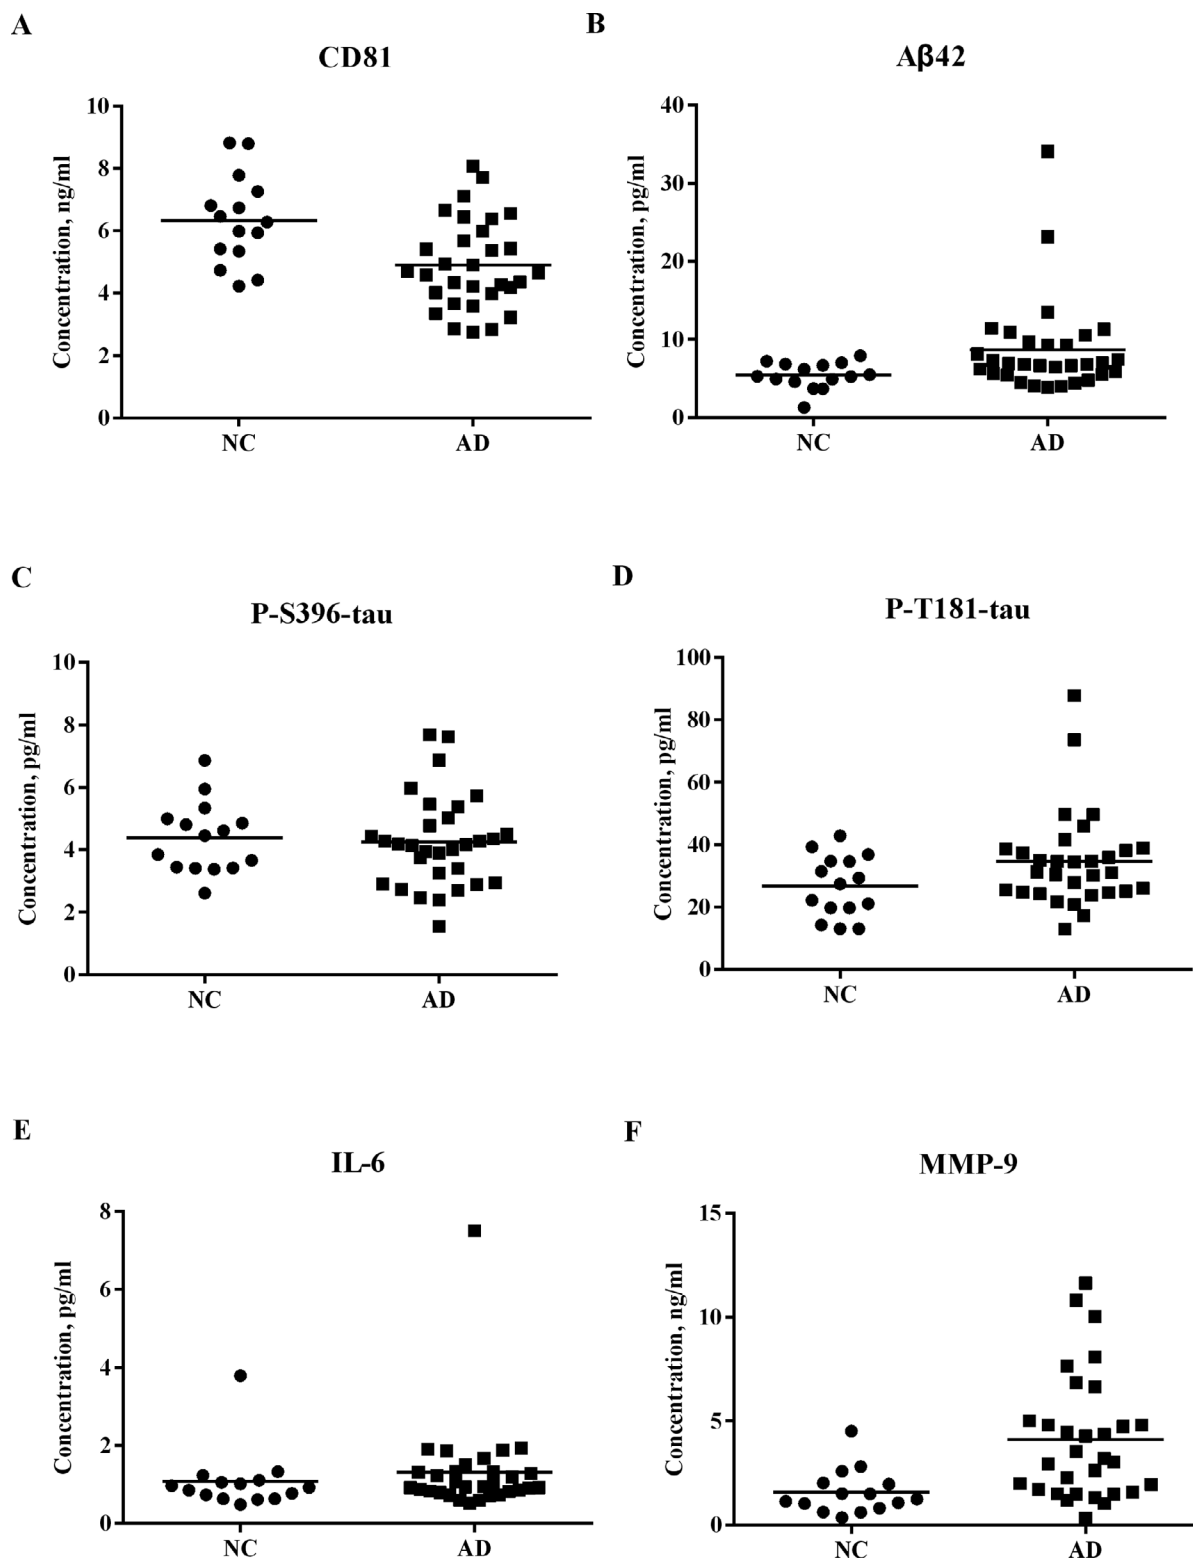 A
CD81
Concentration, ng/ml
10
8
6
4
2
0
NC
AD
B
Aβ42
Concentration, pg/ml
40
30
20
10
0
NC
AD
C
P-S396-tau
Concentration, pg/ml
10
8
6
4
2
0
NC
AD
D
P-T181-tau
Concentration, pg/ml
100
80
60
40
20
0
NC
AD
E
IL-6
Concentration, pg/ml
8
6
4
2
0
NC
AD
F
MMP-9
Concentration, ng/ml
15
10
5
0
NC
AD